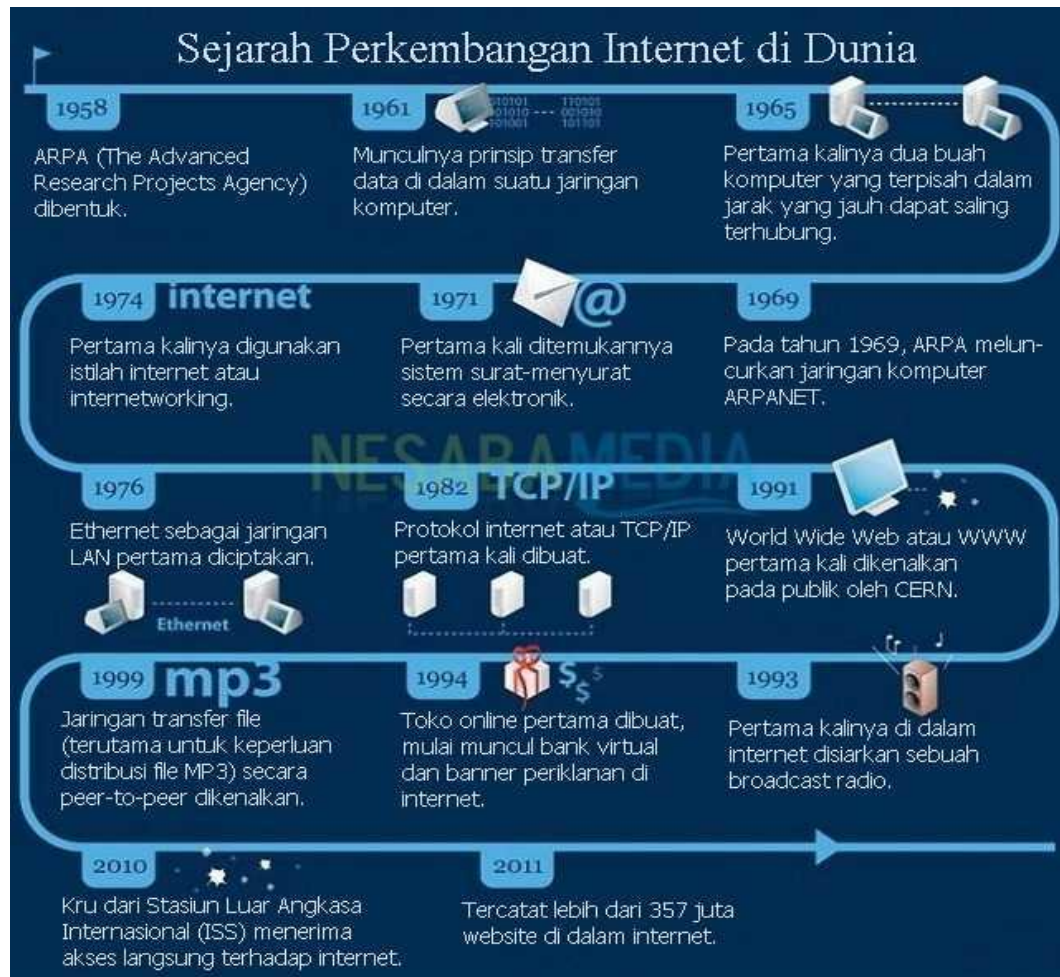 Sejarah Perkembangan Internet di Dunia
1958
ARPA (The Advanced
Research Projects Agency)
dibentuk.
1961
010101 110101
101010 --- 001010
101001 101101
Munculnya prinsip transfer
data di dalam suatu jaringan
komputer.
1965
Pertama kalinya dua buah
komputer yang terpisah dalam
jarak yang jauh dapat saling
terhubung.
1969
Pada tahun 1969, ARPA melun-
curkan jaringan komputer
ARPANET.
1971
@
Pertama kali ditemukannya
sistem surat-menyurat
secara elektronik.
1974 internet
Pertama kalinya digunakan
istilah internet atau
internetworking.
NESABAMEDIA
1976
Ethernet sebagai jaringan
LAN pertama diciptakan.
Ethernet
1982 TCP/IP
Protokol internet atau TCP/IP
pertama kali dibuat.
1991
World Wide Web atau WWW
pertama kali dikenalkan
pada publik oleh CERN.
1993
Pertama kalinya di dalam
internet disiarkan sebuah
broadcast radio.
1994
$ $ $
Toko online pertama dibuat,
mulai muncul bank virtual
dan banner periklanan di
internet.
1999 mp3
Jaringan transfer file
(terutama untuk keperluan
distribusi file MP3) secara
peer-to-peer dikenalkan.
2010
Kru dari Stasiun Luar Angkasa
Internasional (ISS) menerima
akses langsung terhadap internet.
2011
Tercatat lebih dari 357 juta
website di dalam internet.